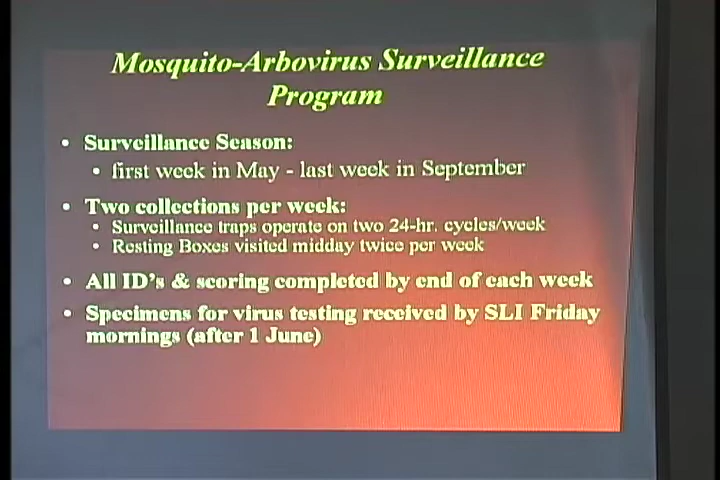 Mosquito-Arbovirus Surveillance
Program
• Surveillance Season:
• first week in May - last week in September
• Two collections per week:
• Surveillance traps operate on two 24-hr. cycles/week
• Resting Boxes visited midday twice per week
• All ID's & scoring completed by end of each week
• Specimens for virus testing received by SLI Friday
mornings (after 1 June)